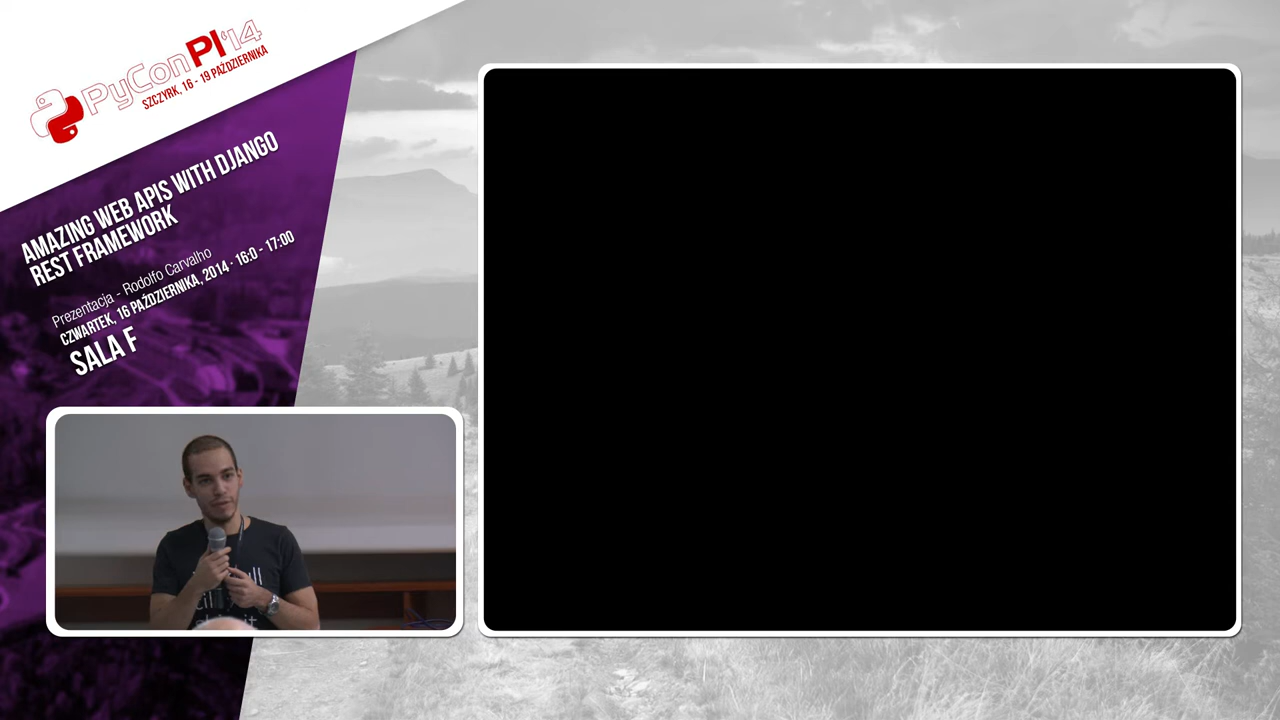 PyConPl'14
SZCZYRK, 16 - 19 PAŹDZIERNIKA
AMAZING WEB APIS WITH DJANGO
REST FRAMEWORK
Prezentacja - Rodolfo Carvalho
CZWARTEK, 16 PAŹDZIERNIKA, 2014 · 16:0 - 17:00
SALA F